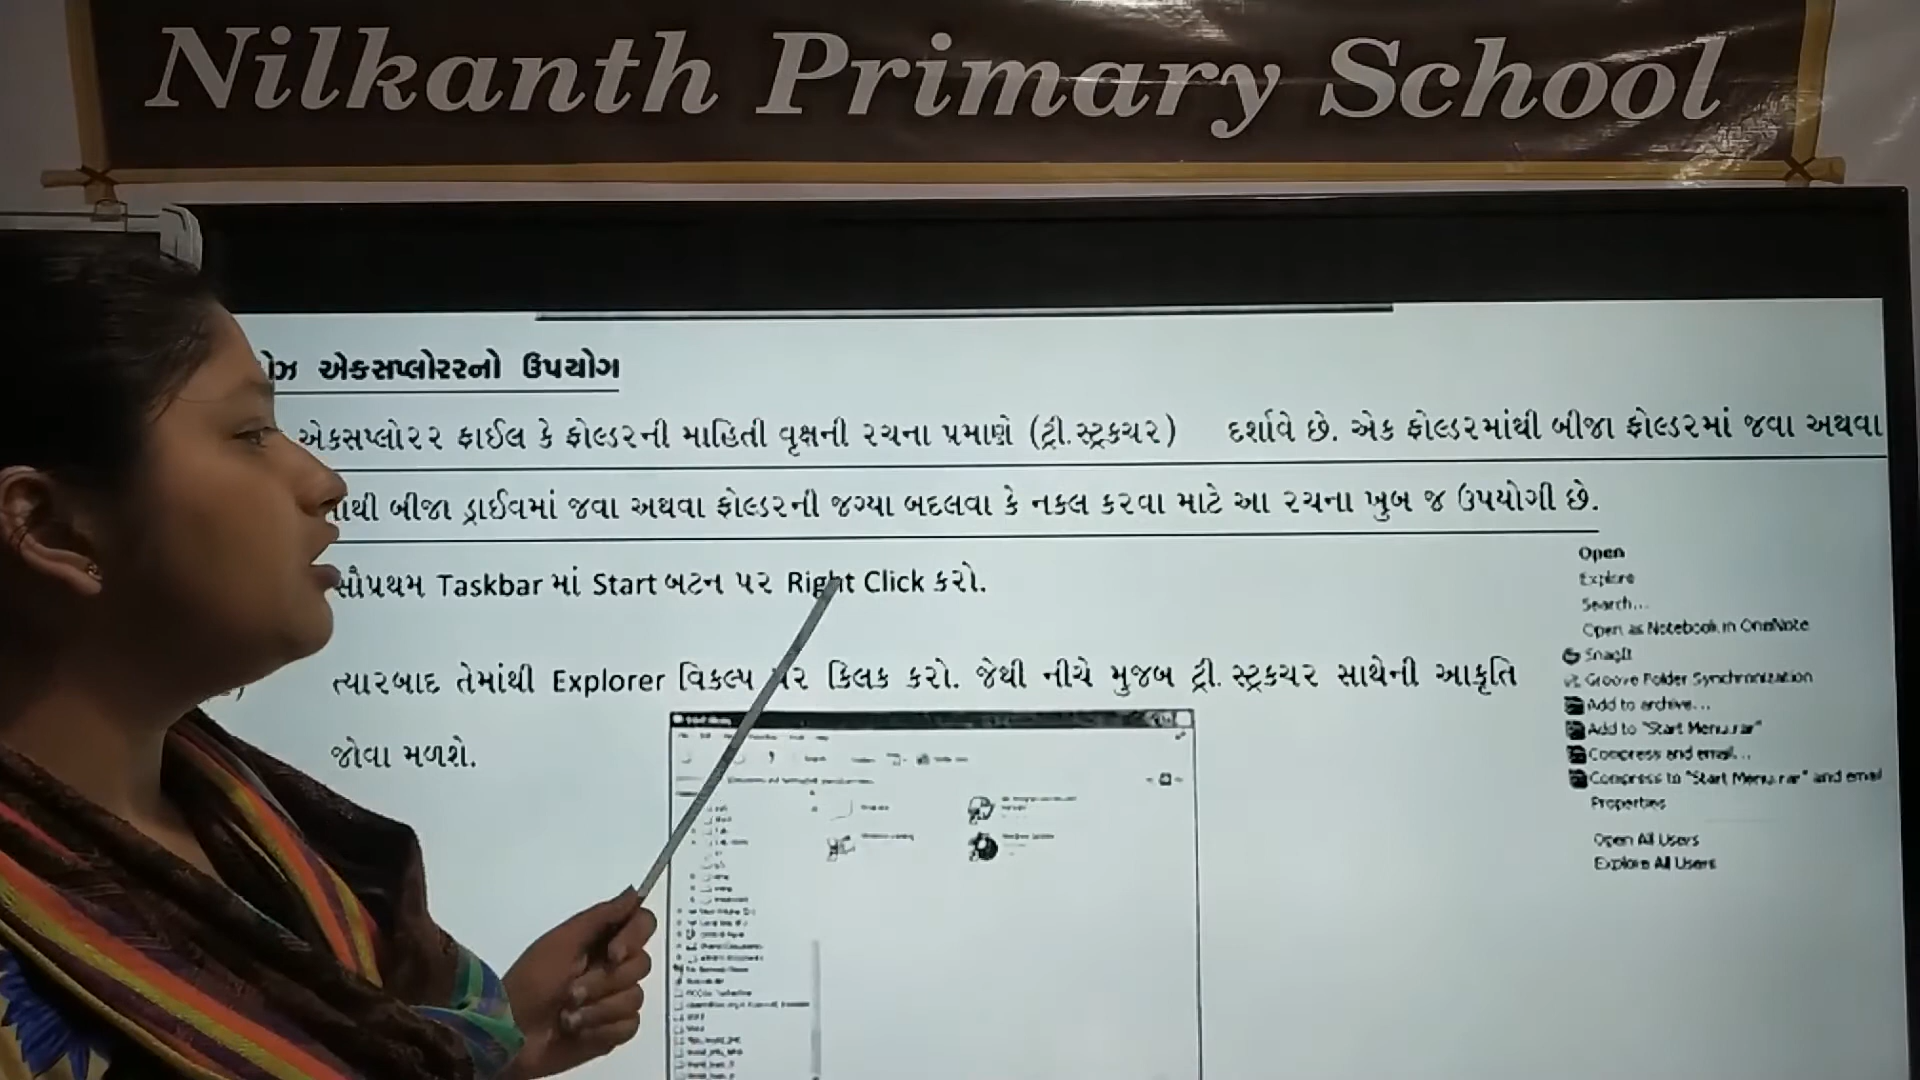 Nilkanth Primary School
એકસપ્લોરરનો ઉપયોગ
એકસપ્લોરર ફાઈલ કે ફોલ્ડરની માહિતી વૃક્ષની રચના પ્રમાણે (ટ્રી.સ્ટ્રકચર) દર્શાવે છે. એક ફોલ્ડરમાંથી બીજા ફોલ્ડરમાં જવા અથવા
બીજા ડ્રાઈવમાં જવા અથવા ફોલ્ડરની જગ્યા બદલવા કે નકલ કરવા માટે આ રચના ખુબ જ ઉપયોગી છે.
સૌપ્રથમ Taskbar માં Start બટન પર Right Click કરો.
ત્યારબાદ તેમાંથી Explorer વિકલ્પ પર કિલક કરો. જેથી નીચે મુજબ ટ્રી. સ્ટ્રકચર સાથેની આકૃતિ
જોવા મળશે.
Open
Explore
Search...
Open as Notebook in OneNote
SnagIt
Groove Folder Synchronization
Add to archive...
Add to "Start Menu.rar"
Compress and email...
Compress to "Start Menu.rar" and email
Properties
Open All Users
Explore All Users